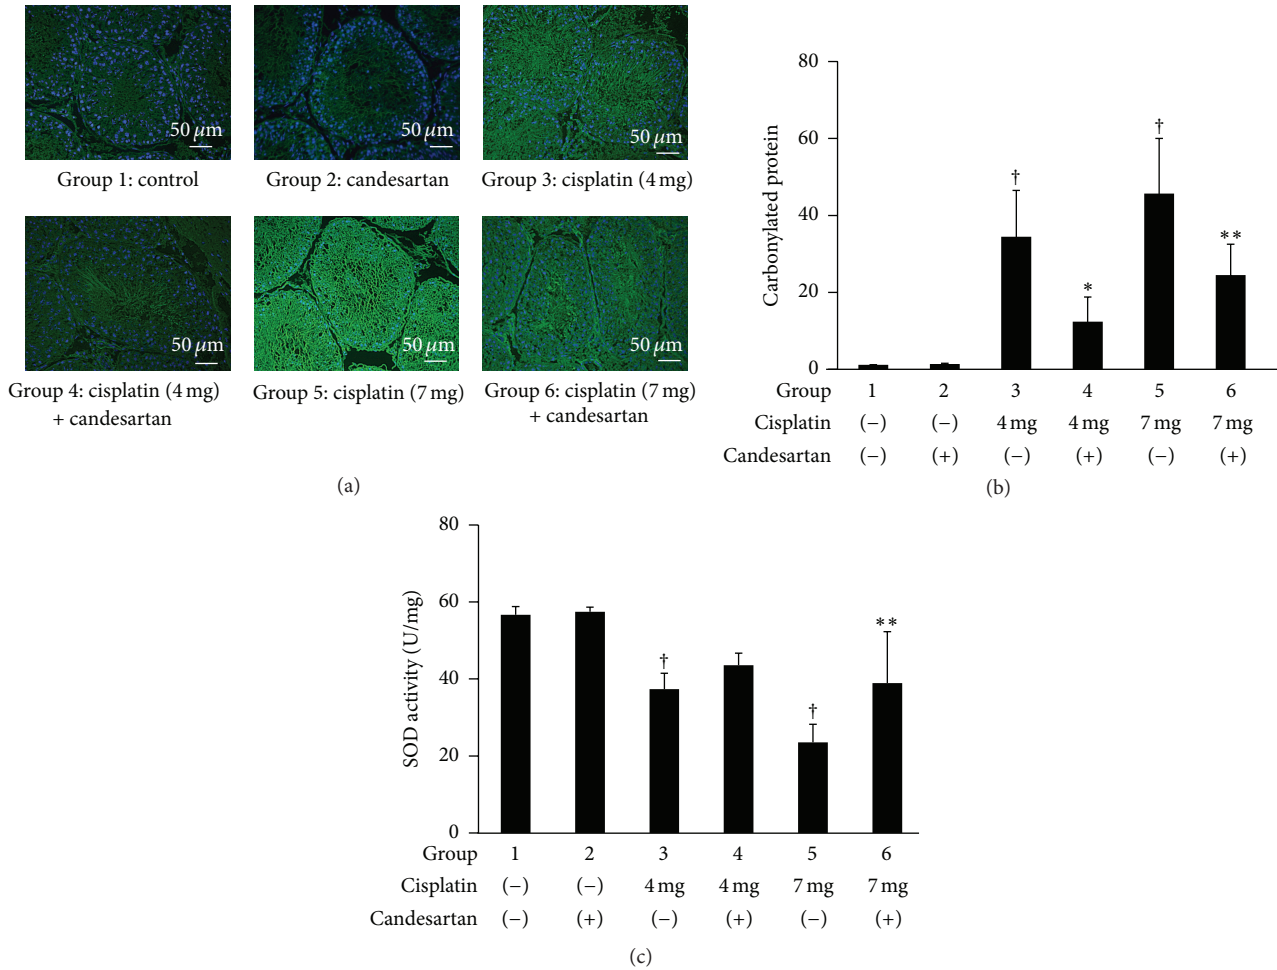 50 μm
50 μm
50 μm
Group 1: control
Group 2: candesartan
Group 3: cisplatin (4 mg)
50 μm
50 μm
50 μm
Group 4: cisplatin (4 mg)
+ candesartan
Group 5: cisplatin (7 mg)
Group 6: cisplatin (7 mg)
+ candesartan
(a)
Carbonylated protein
80
60
40
20
0
†
*
†
**
Group 1 2 3 4 5 6
Cisplatin (−) (−) 4 mg 4 mg 7 mg 7 mg
Candesartan (−) (+) (−) (+) (−) (+)
(b)
SOD activity (U/mg)
80
60
40
20
0
†
†
**
Group 1 2 3 4 5 6
Cisplatin (−) (−) 4 mg 4 mg 7 mg 7 mg
Candesartan (−) (+) (−) (+) (−) (+)
(c)